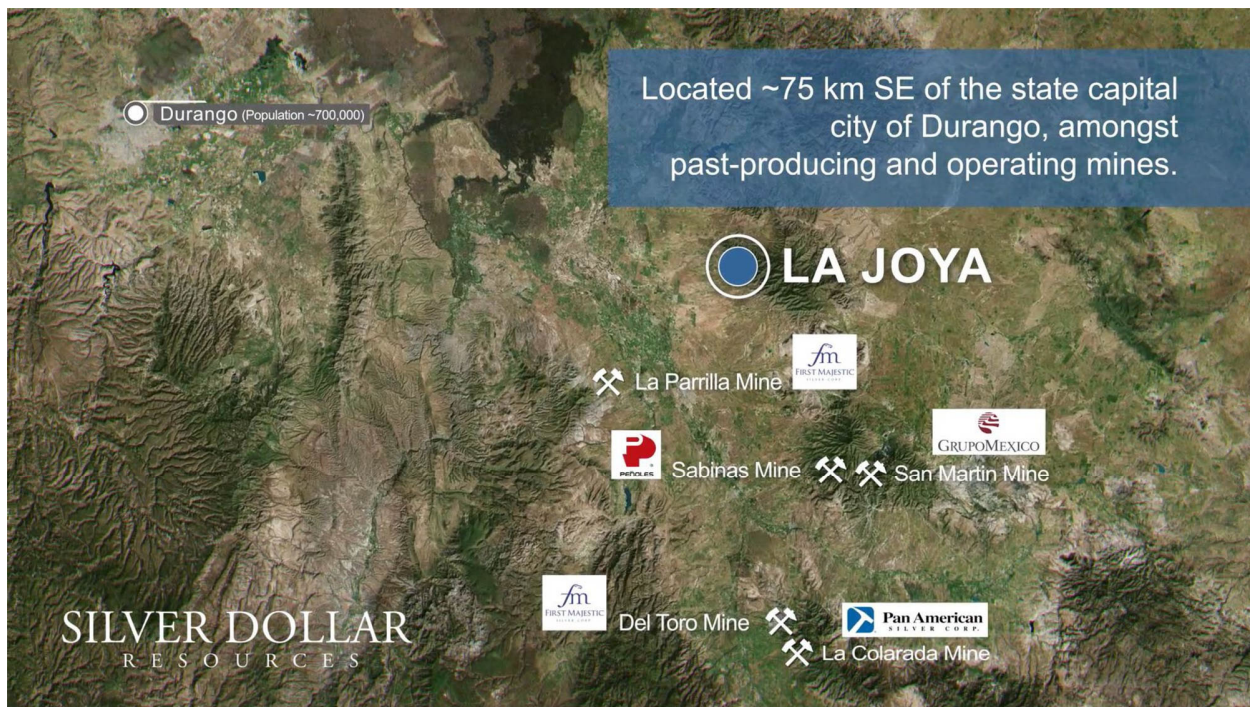 Located ~75 km SE of the state capital
city of Durango, amongst
past-producing and operating mines.
Durango (Population ~700,000)
LA JOYA
FIRST MAJESTIC
SILVER CORP
La Parrilla Mine
GRUPOMEXICO
PEÑOLES
Sabinas Mine
San Martin Mine
FIRST MAJESTIC
SILVER CORP
Del Toro Mine
Pan American
SILVER CORP.
La Colarada Mine
SILVER DOLLAR
RESOURCES